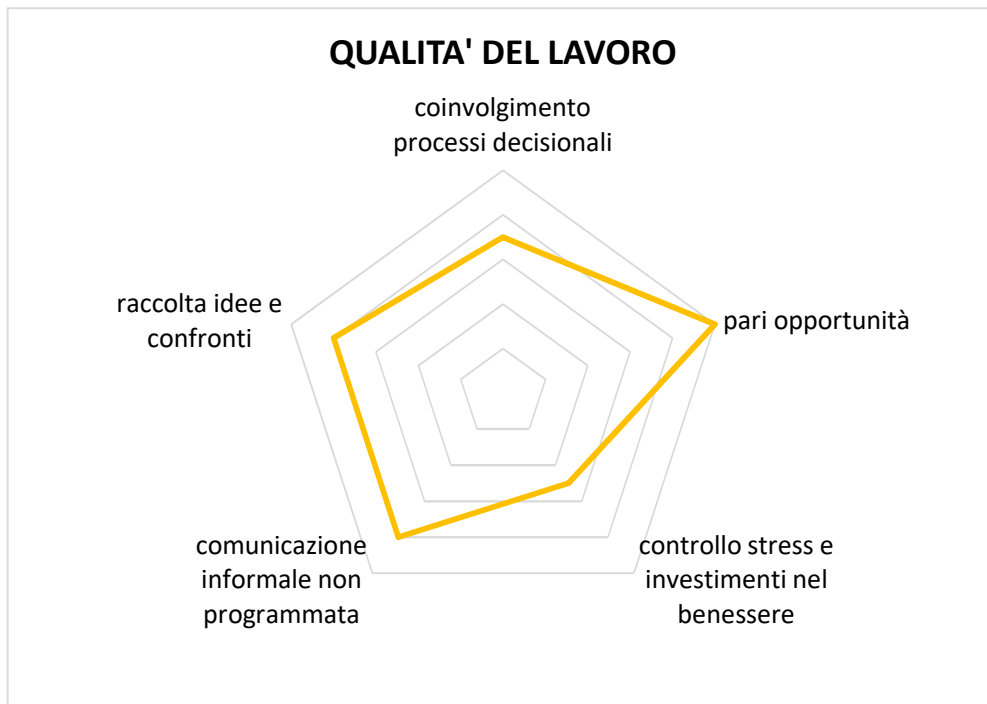 QUALITA' DEL LAVORO
coinvolgimento
processi decisionali
pari opportunità
controllo stress e
investimenti nel
benessere
comunicazione
informale non
programmata
raccolta idee e
confronti